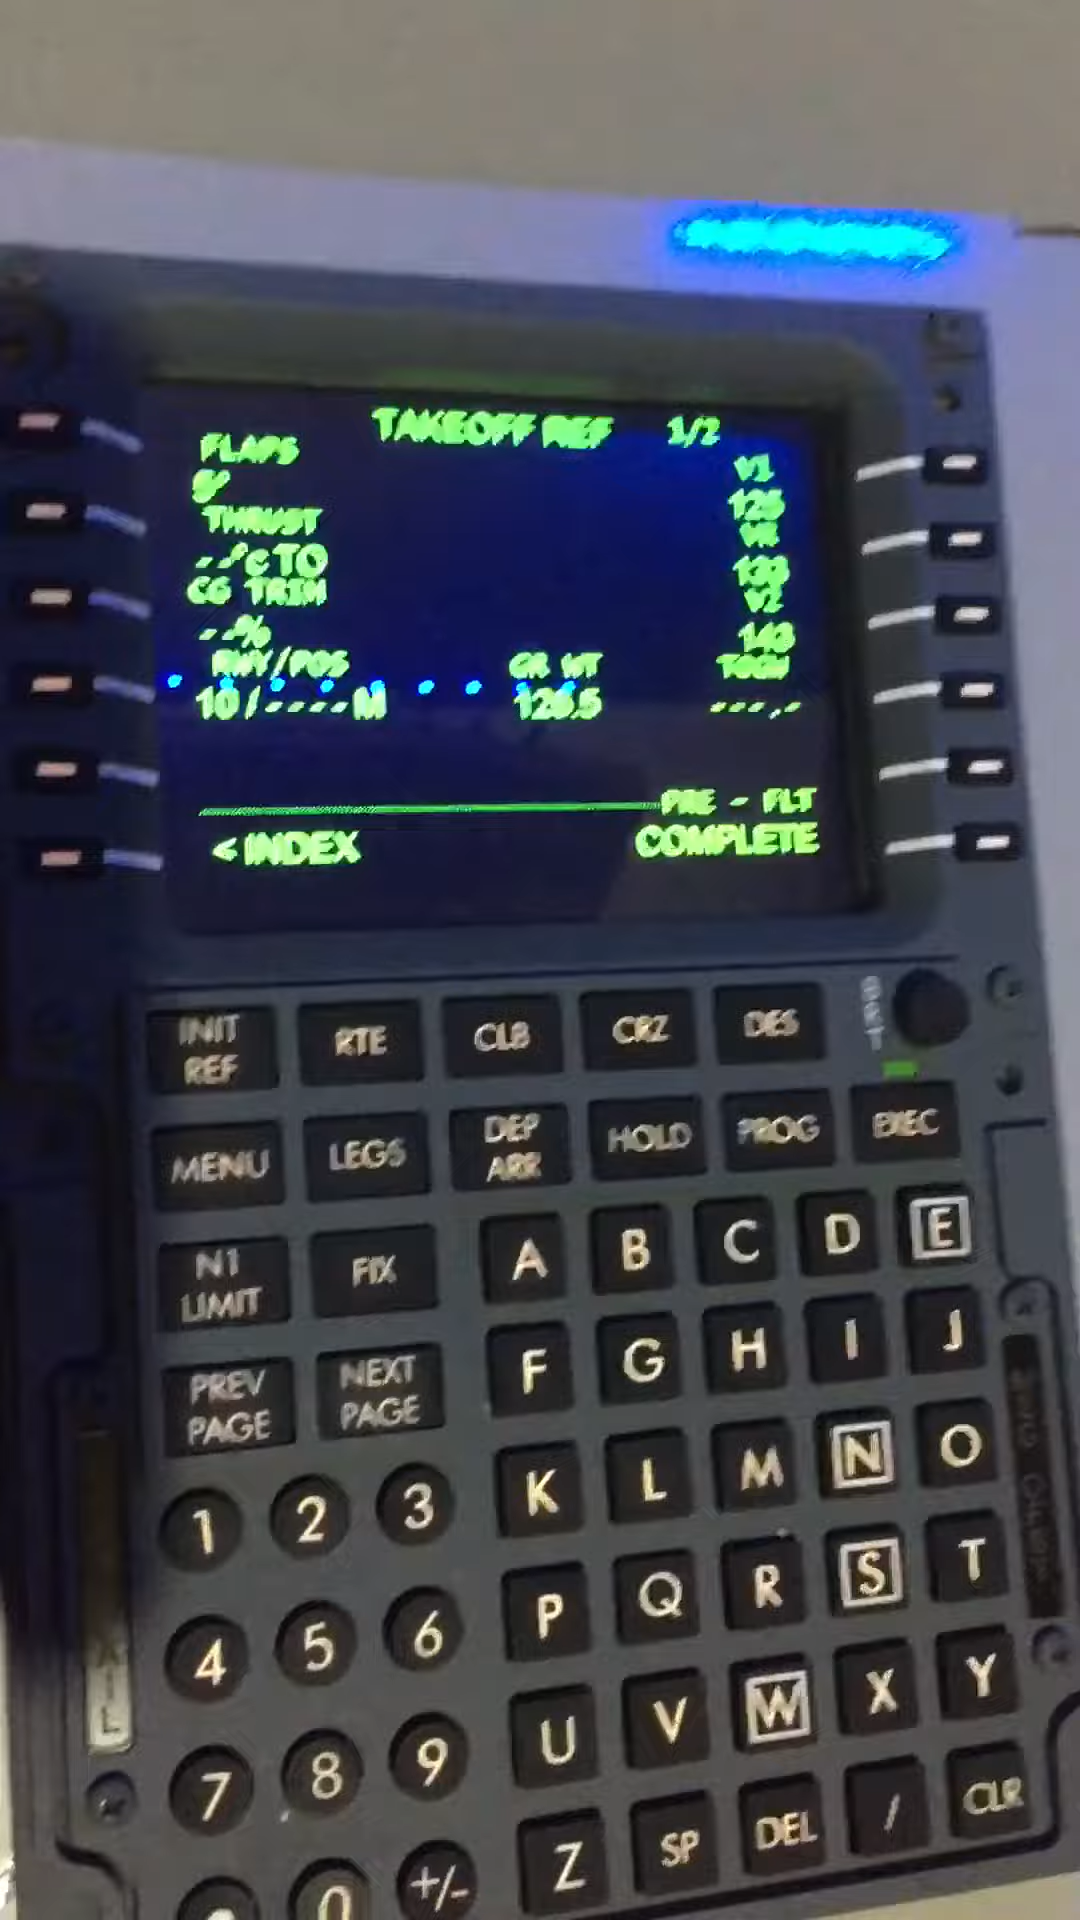 TAKEOFF REF 1/2
FLAPS V1
125
THRUST VR
--°C TO
CG TRIM V2
--% 143
RWY/POS GR WT TOGW
10/----M 126.5 ---.-
PRE - FLT
<INDEX COMPLETE
INIT REF RTE CLB CRZ DES BRT
MENU LEGS DEP ARR HOLD PROG EXEC
N1 LIMIT FIX A B C D E
PREV PAGE NEXT PAGE F G H I J
1 2 3 K L M N O
4 5 6 P Q R S T
7 8 9 U V W X Y
0 +/- Z SP DEL / CLR